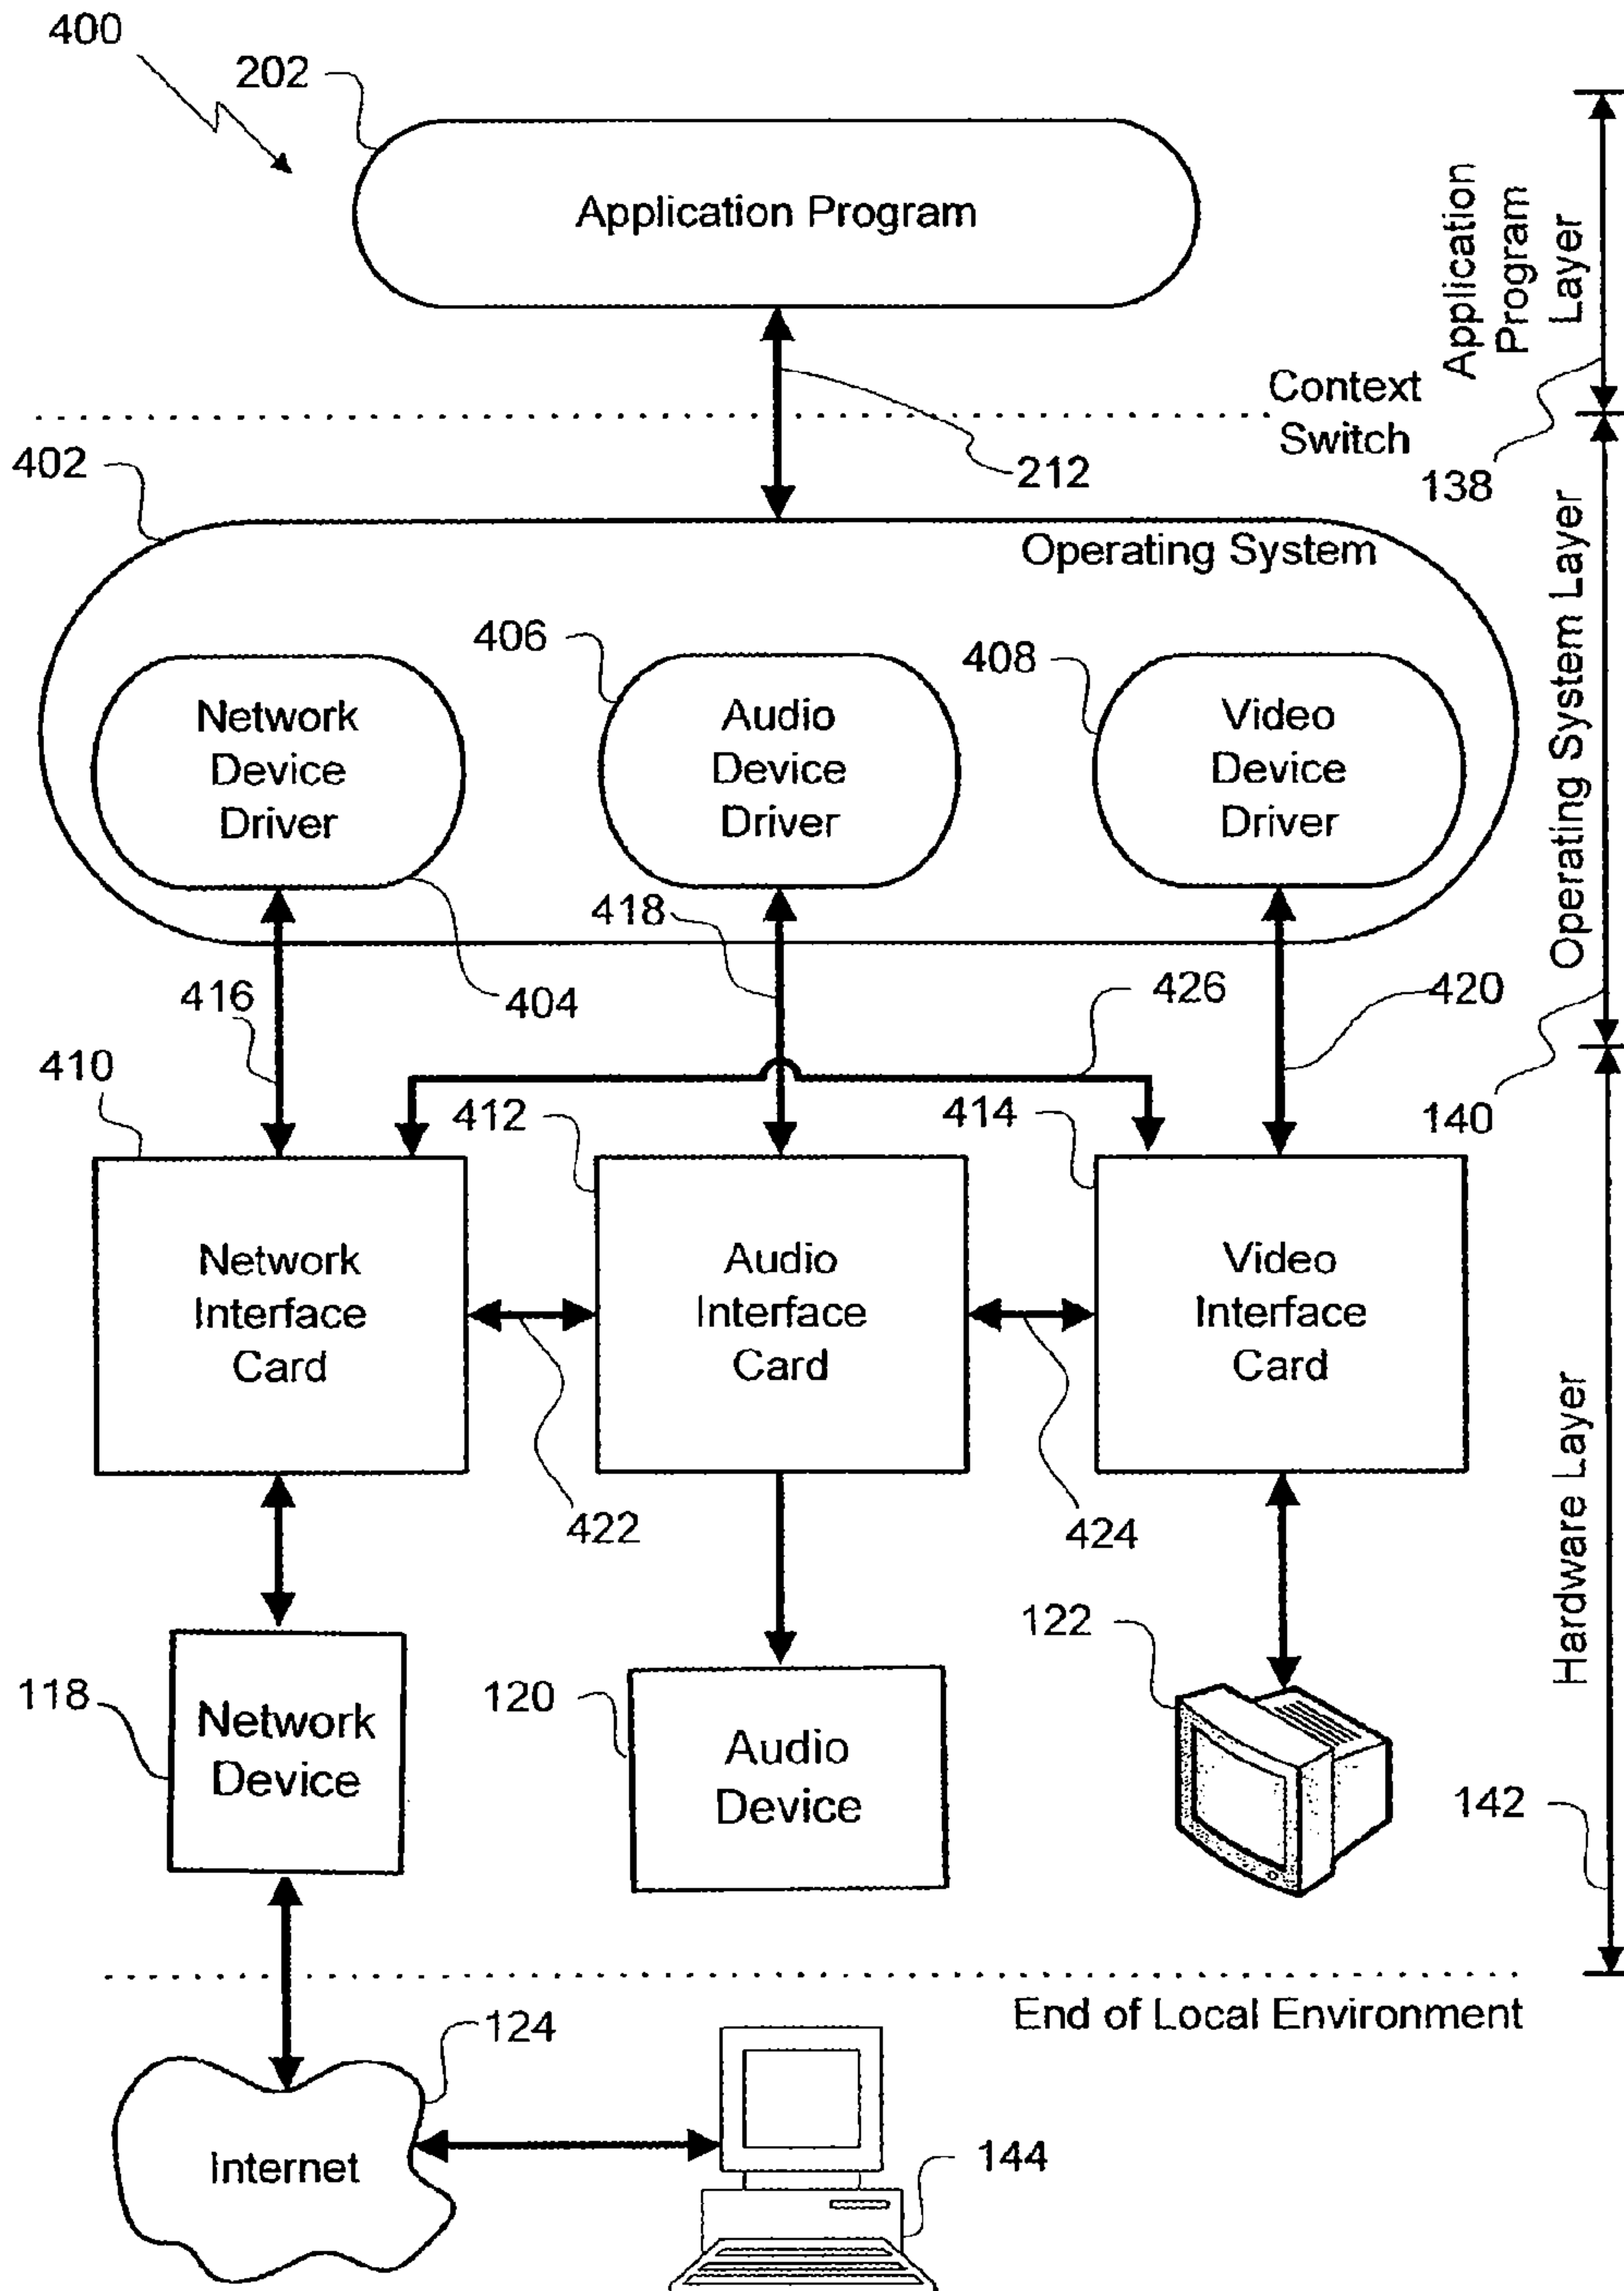 400
202
Application Program
Application
Program
Layer
Context
Switch
138
212
402
Operating System
Operating System Layer
406
408
Network
Device
Driver
Audio
Device
Driver
Video
Device
Driver
418
416
404
426
420
410
412
414
140
Network
Interface
Card
Audio
Interface
Card
Video
Interface
Card
422
424
Hardware Layer
122
118
Network
Device
120
Audio
Device
142
End of Local Environment
124
Internet
144